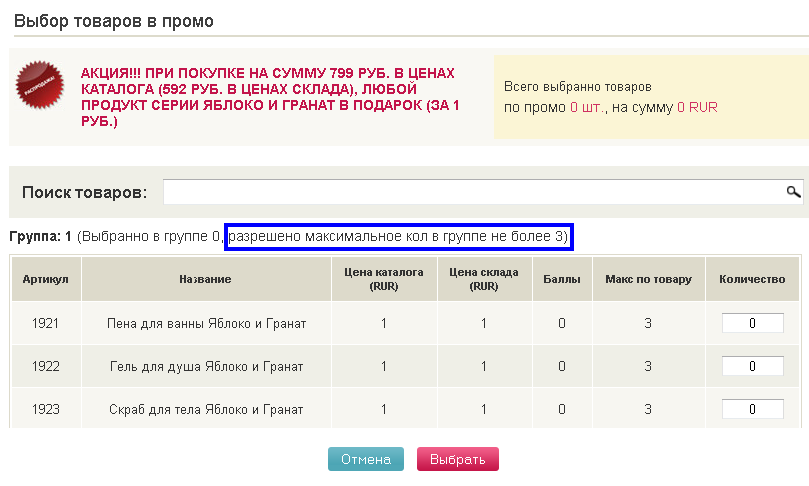 Выбор товаров в промо
РАСПРОДАЖА!
АКЦИЯ!!! ПРИ ПОКУПКЕ НА СУММУ 799 РУБ. В ЦЕНАХ
КАТАЛОГА (592 РУБ. В ЦЕНАХ СКЛАДА), ЛЮБОЙ
ПРОДУКТ СЕРИИ ЯБЛОКО И ГРАНАТ В ПОДАРОК (ЗА 1
РУБ.)
Всего выбранно товаров
по промо 0 шт., на сумму 0 RUR
Поиск товаров:
Группа: 1 (Выбранно в группе 0, разрешено максимальное кол в группе не более 3)
Артикул Название Цена каталога (RUR) Цена склада (RUR) Баллы Макс по товару Количество
1921 Пена для ванны Яблоко и Гранат 1 1 0 3 0
1922 Гель для душа Яблоко и Гранат 1 1 0 3 0
1923 Скраб для тела Яблоко и Гранат 1 1 0 3 0
Отмена Выбрать